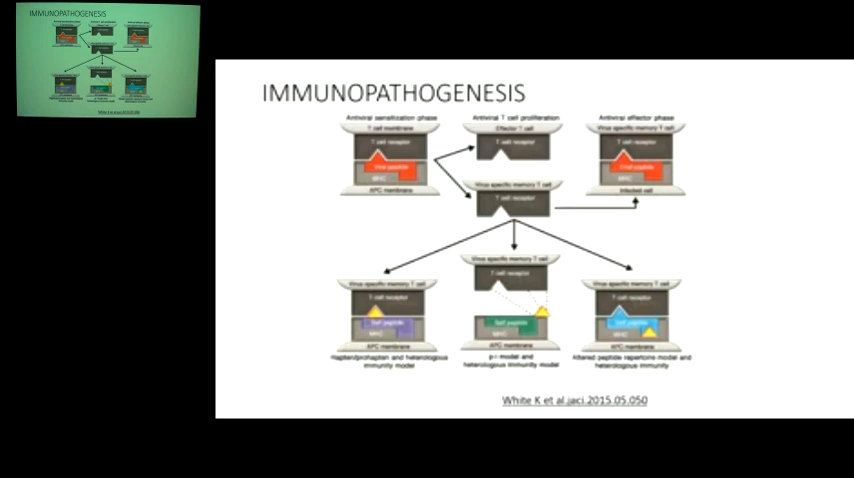 IMMUNOPATHOGENESIS
Antiviral sensitization phase
T cell membrane
T cell receptor
Viral peptide
MHC
APC membrane
Antiviral T cell proliferation
Effector T cell
T cell receptor
Virus specific memory T cell
T cell receptor
Antiviral effector phase
Virus specific memory T cell
T cell receptor
Viral peptide
MHC
Infected cell
Virus specific memory T cell
T cell receptor
Self peptide
MHC
APC membrane
Hapten/prohapten and heterologous
immunity model
Virus specific memory T cell
T cell receptor
Self peptide
MHC
APC membrane
p-i model and
heterologous immunity model
Virus specific memory T cell
T cell receptor
Self peptide
MHC
APC membrane
Altered peptide repertoire model and
heterologous immunity
White K et al.jaci.2015.05.050
IMMUNOPATHOGENESIS